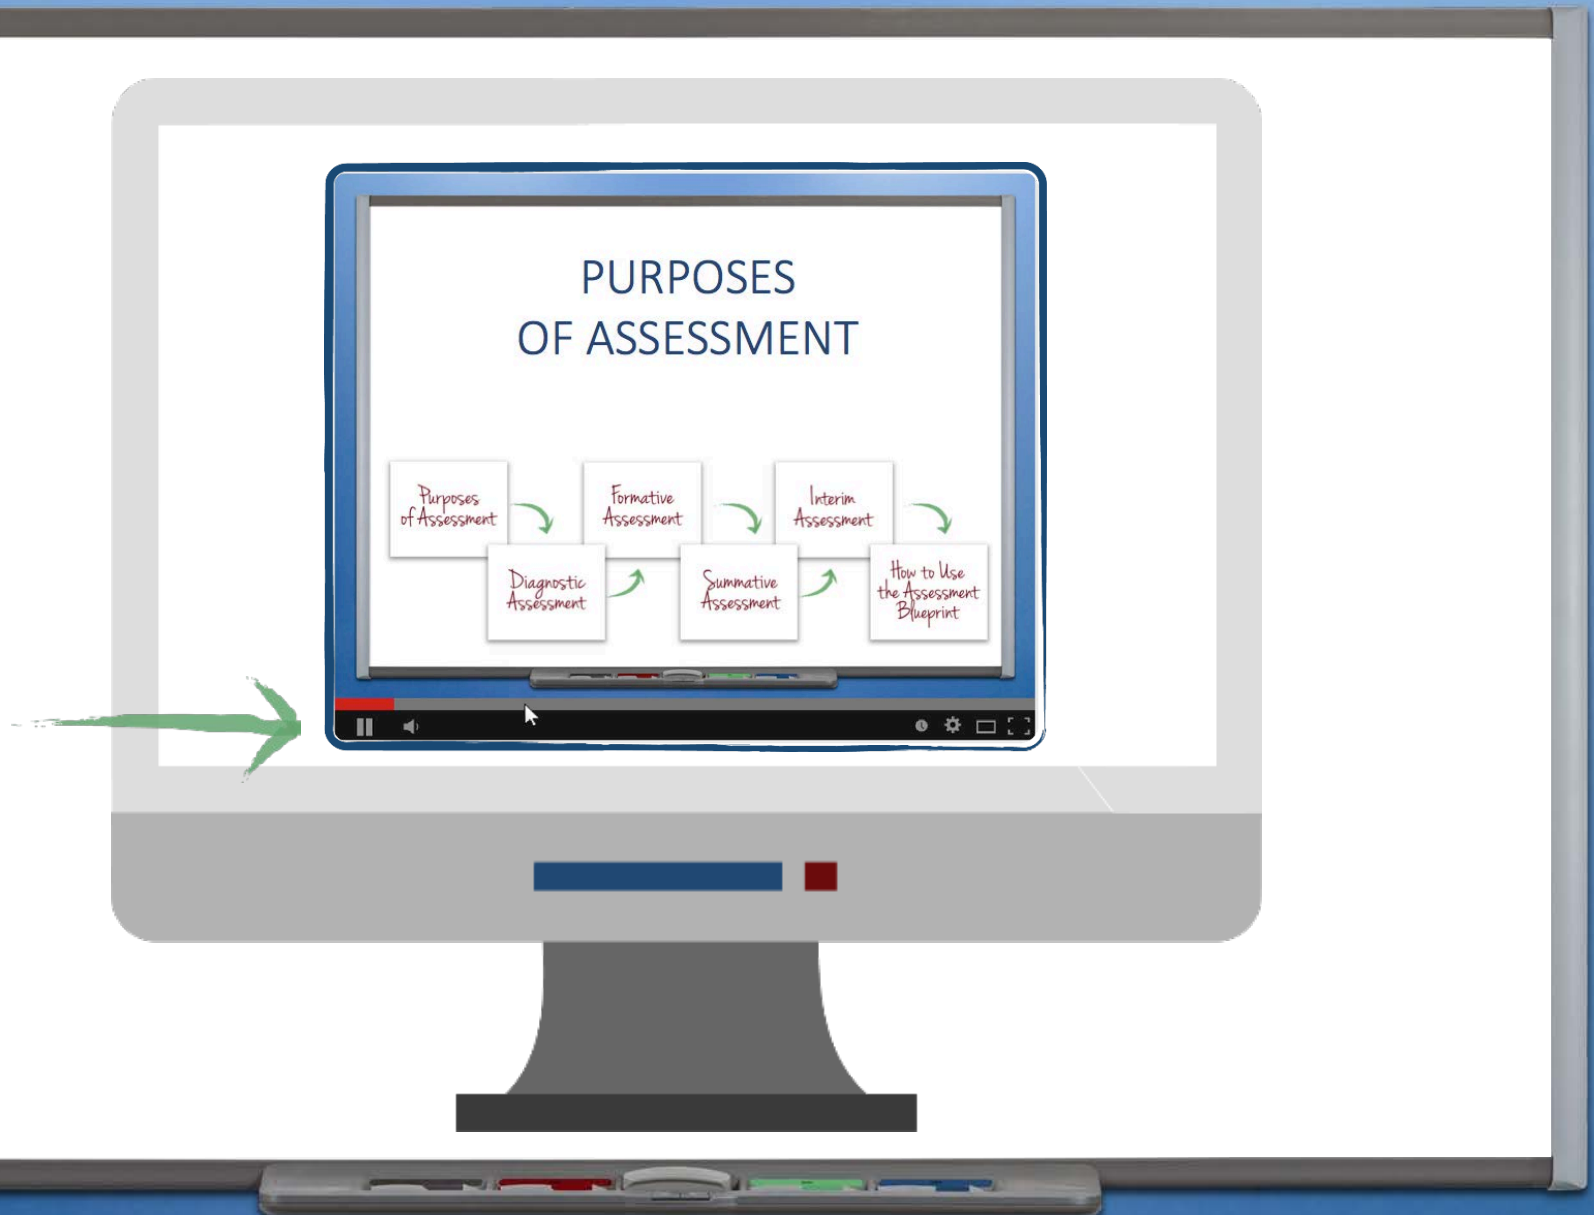 PURPOSES
OF ASSESSMENT
Purposes
of Assessment
Diagnostic
Assessment
Formative
Assessment
Summative
Assessment
Interim
Assessment
How to Use
the Assessment
Blueprint